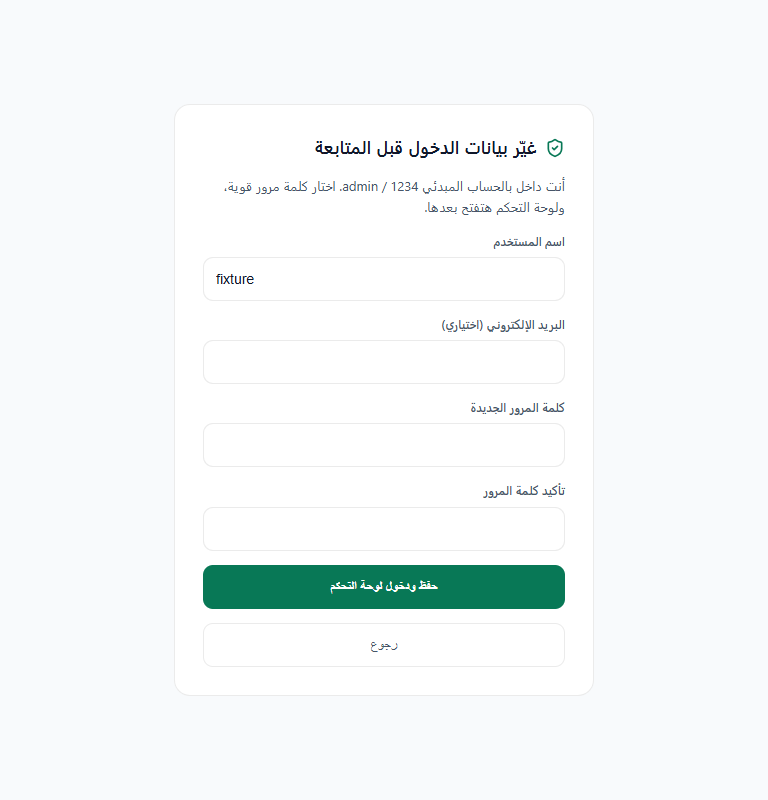 غيّر بيانات الدخول قبل المتابعة
أنت داخل بالحساب المبدئي admin / 1234. اختار كلمة مرور قوية،
ولوحة التحكم هتفتح بعدها.
اسم المستخدم
fixture
البريد الإلكتروني (اختياري)
كلمة المرور الجديدة
تأكيد كلمة المرور
حفظ ودخول لوحة التحكم
رجوع